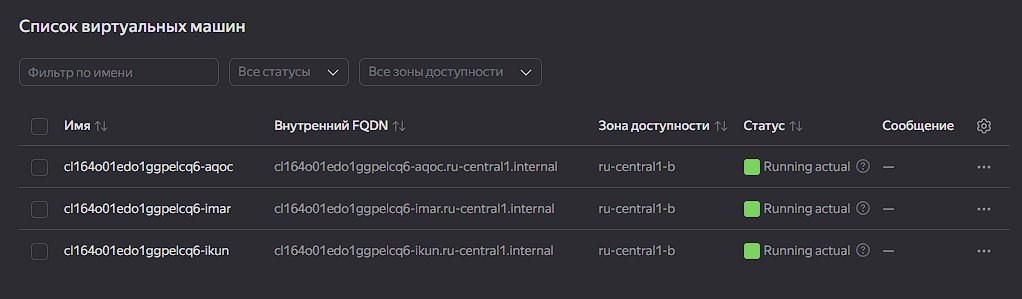 Список виртуальных машин
Фильтр по имени Все статусы Все зоны доступности
Имя Внутренний FQDN Зона доступности Статус Сообщение
cl164o01edo1ggpelcq6-aqoc cl164o01edo1ggpelcq6-aqoc.ru-central1.internal ru-central1-b Running actual ? — ...
cl164o01edo1ggpelcq6-imar cl164o01edo1ggpelcq6-imar.ru-central1.internal ru-central1-b Running actual ? — ...
cl164o01edo1ggpelcq6-ikun cl164o01edo1ggpelcq6-ikun.ru-central1.internal ru-central1-b Running actual ? — ...